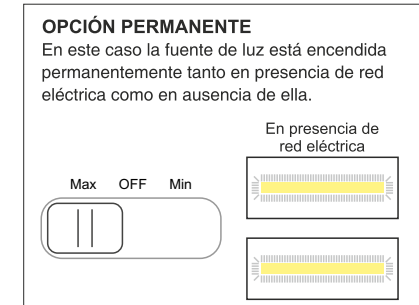 OPCIÓN PERMANENTE
En este caso la fuente de luz está encendida
permanentemente tanto en presencia de red
eléctrica como en ausencia de ella.
En presencia de
red eléctrica
Max OFF Min